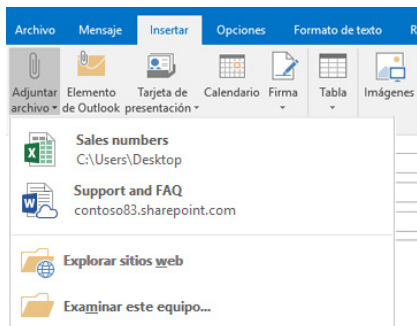 Archivo Mensaje Insertar Opciones Formato de texto R
Adjuntar archivo
Elemento de Outlook
Tarjeta de presentación
Calendario
Firma
Tabla
Imágenes
Sales numbers
C:\Users\Desktop
Support and FAQ
contoso83.sharepoint.com
Explorar sitios web
Examinar este equipo...